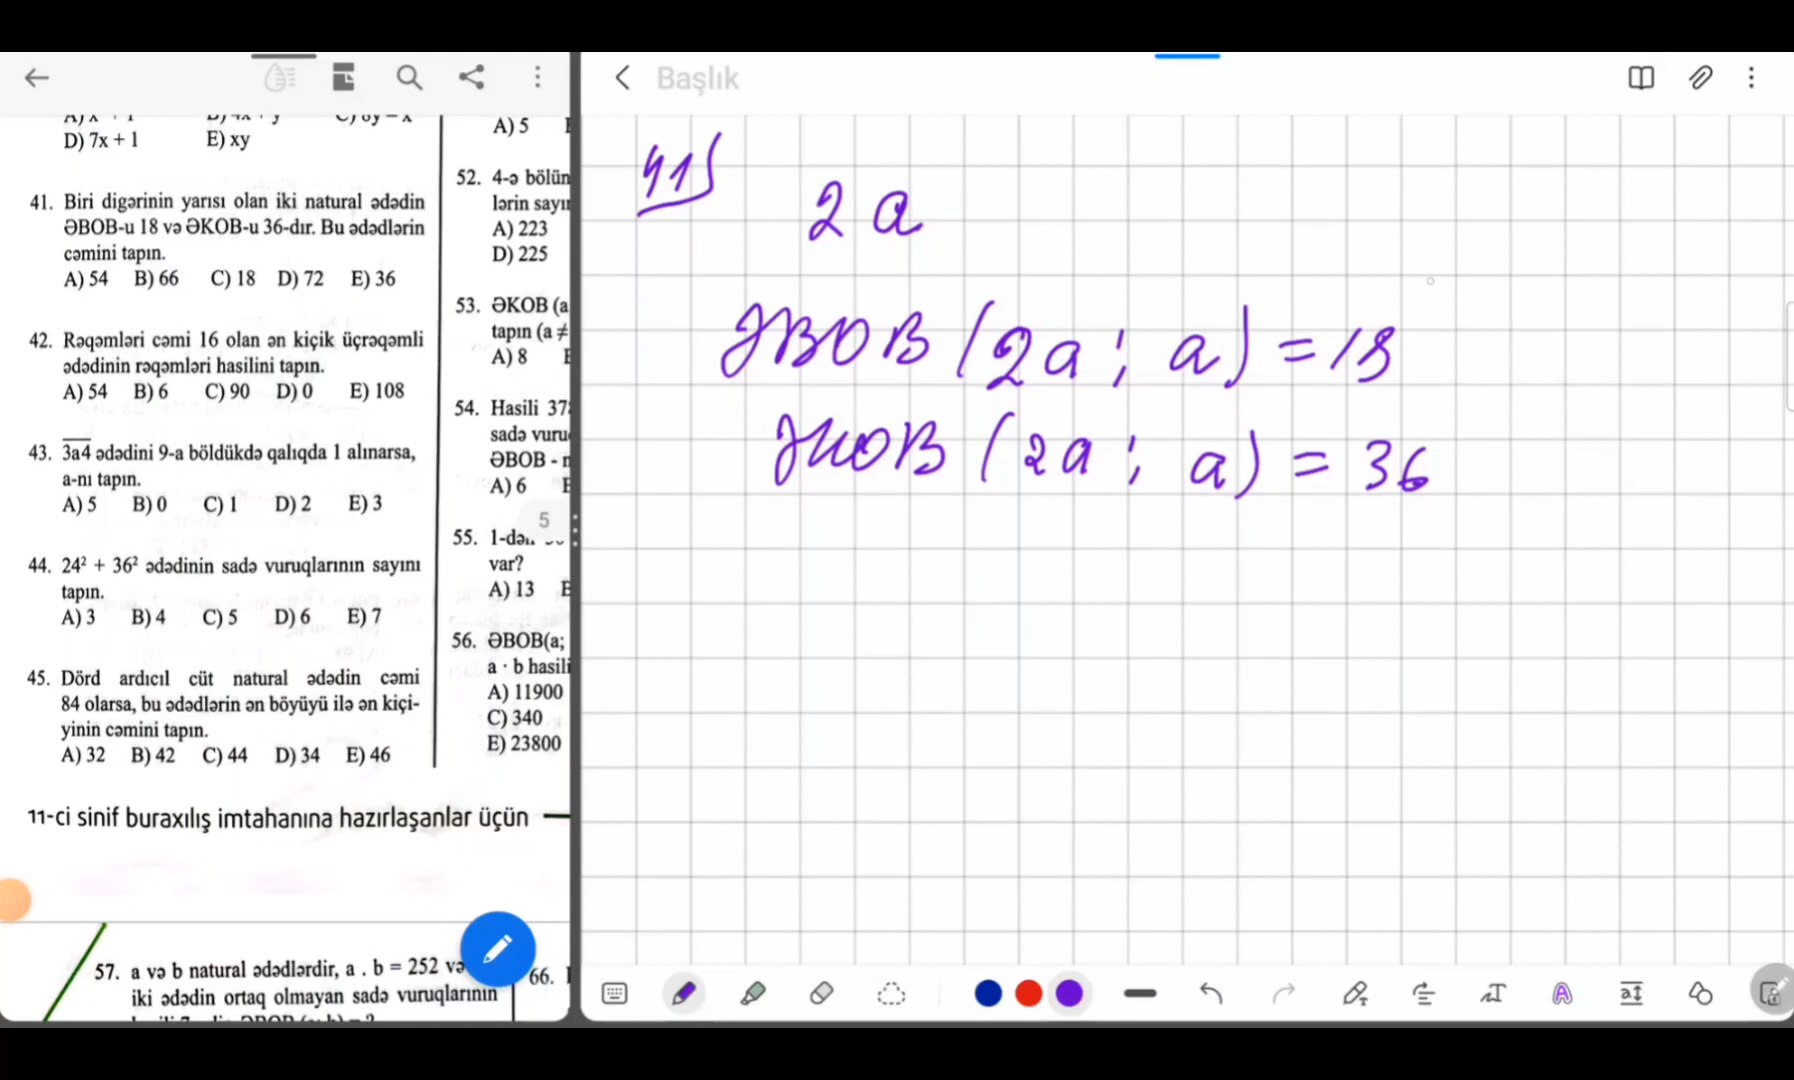 Başlık
D) 7x + 1 E) xy
41. Biri digərinin yarısı olan iki natural ədədin
ƏBOB-u 18 və ƏKOB-u 36-dır. Bu ədədlərin
cəmini tapın.
A) 54 B) 66 C) 18 D) 72 E) 36
42. Rəqəmləri cəmi 16 olan ən kiçik üçrəqəmli
ədədinin rəqəmləri hasilini tapın.
A) 54 B) 6 C) 90 D) 0 E) 108
43. 3a4 ədədini 9-a böldükdə qalıqda 1 alınarsa,
a-nı tapın.
A) 5 B) 0 C) 1 D) 2 E) 3
44. 24² + 36² ədədinin sadə vuruqlarının sayını
tapın.
A) 3 B) 4 C) 5 D) 6 E) 7
45. Dörd ardıcıl cüt natural ədədin cəmi
84 olarsa, bu ədədlərin ən böyüyü ilə ən kiçi-
yinin cəmini tapın.
A) 32 B) 42 C) 44 D) 34 E) 46
A) 5
52. 4-ə bölün
lərin sayı
A) 223
D) 225
53. ƏKOB (a
tapın (a ≠
A) 8
54. Hasili 37
sadə vuru
ƏBOB -
A) 6
5
55. 1-dən
var?
A) 13
56. ƏBOB(a;
a · b hasili
A) 11900
C) 340
E) 23800
11-ci sinif buraxılış imtahanına hazırlaşanlar üçün
57. a və b natural ədədlərdir, a . b = 252 və
iki ədədin ortaq olmayan sadə vuruqlarının
66.
41)
2 a
ƏBOB (2a ; a) = 18
ƏKOB (2a ; a) = 36